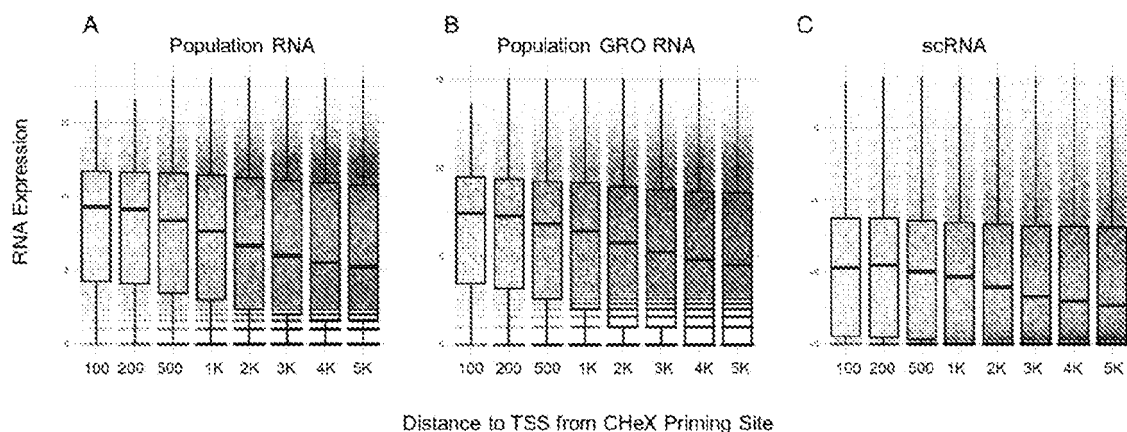 A
Population RNA
B
Population GRO RNA
C
scRNA
RNA Expression
100 200 500 1K 2K 3K 4K 5K
100 200 500 1K 2K 3K 4K 5K
100 200 500 1K 2K 3K 4K 5K
Distance to TSS from CHeX Priming Site